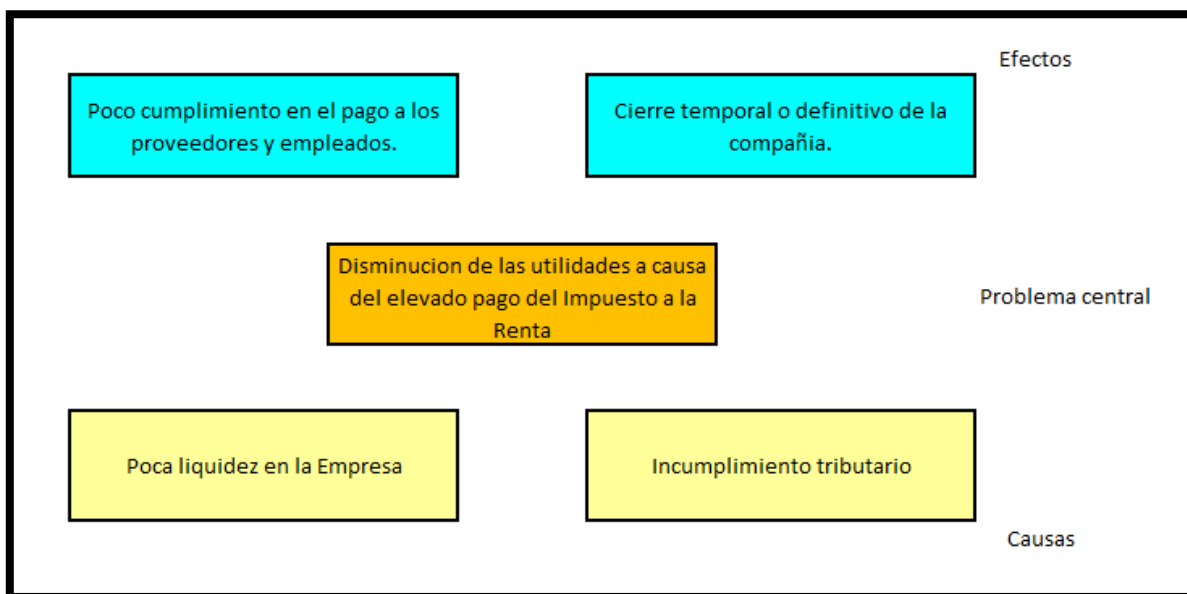 Efectos
Poco cumplimiento en el pago a los
proveedores y empleados.
Cierre temporal o definitivo de la
compañia.
Disminucion de las utilidades a causa
del elevado pago del Impuesto a la
Renta
Problema central
Poca liquidez en la Empresa
Incumplimiento tributario
Causas